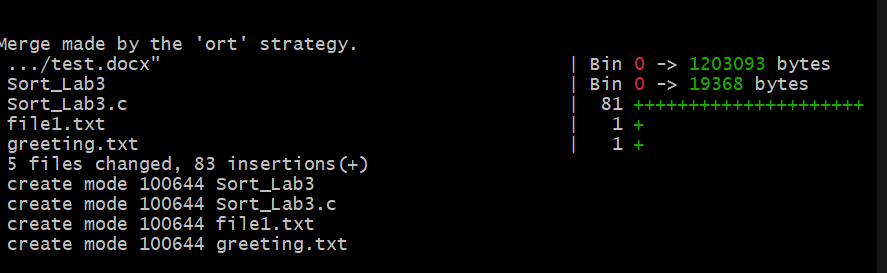 Merge made by the 'ort' strategy.
.../test.docx" | Bin 0 -> 1203093 bytes
Sort_Lab3 | Bin 0 -> 19368 bytes
Sort_Lab3.c | 81 +++++++++++++++++++++
file1.txt | 1 +
greeting.txt | 1 +
5 files changed, 83 insertions(+)
create mode 100644 Sort_Lab3
create mode 100644 Sort_Lab3.c
create mode 100644 file1.txt
create mode 100644 greeting.txt